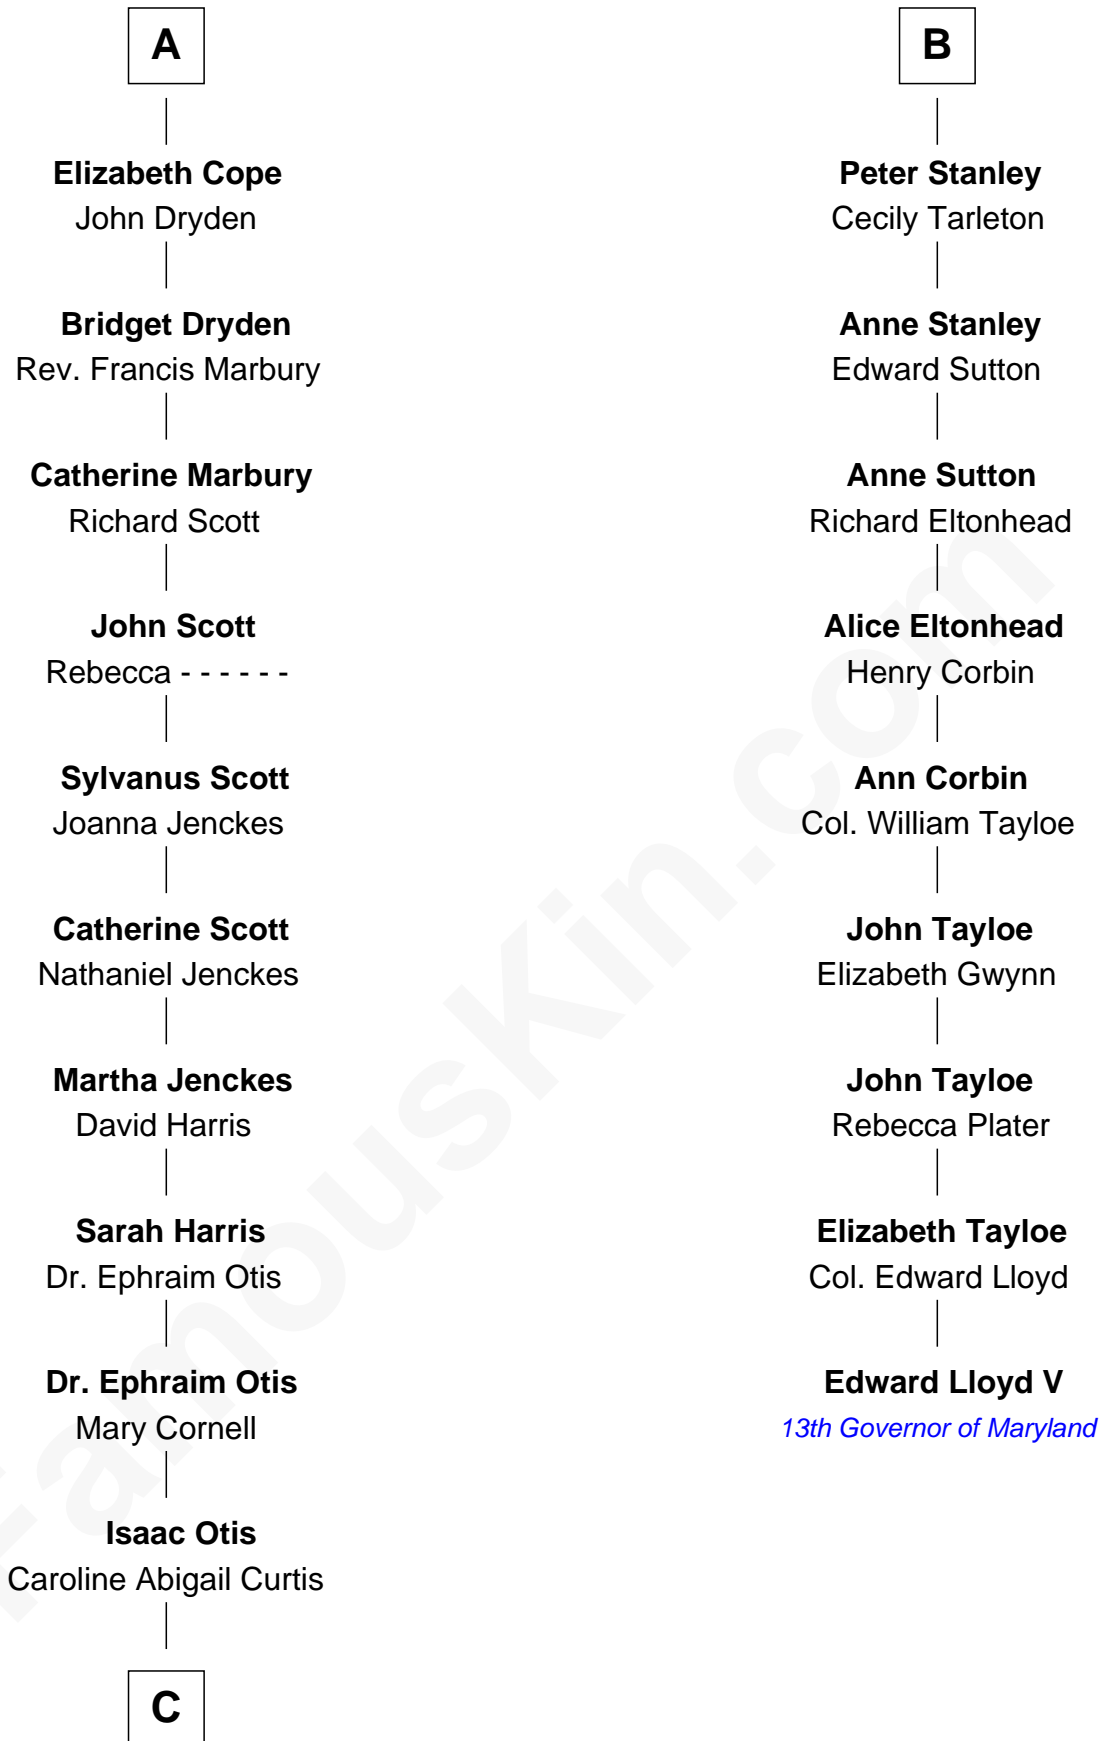 A
Elizabeth Cope
John Dryden
Bridget Dryden
Rev. Francis Marbury
Catherine Marbury
Richard Scott
John Scott
Rebecca - - - - - -
Sylvanus Scott
Joanna Jenckes
Catherine Scott
Nathaniel Jenckes
Martha Jenckes
David Harris
Sarah Harris
Dr. Ephraim Otis
Dr. Ephraim Otis
Mary Cornell
Isaac Otis
Caroline Abigail Curtis
C
B
Peter Stanley
Cecily Tarleton
Anne Stanley
Edward Sutton
Anne Sutton
Richard Eltonhead
Alice Eltonhead
Henry Corbin
Ann Corbin
Col. William Tayloe
John Tayloe
Elizabeth Gwynn
John Tayloe
Rebecca Plater
Elizabeth Tayloe
Col. Edward Lloyd
Edward Lloyd V
13th Governor of Maryland
FamousKin.com